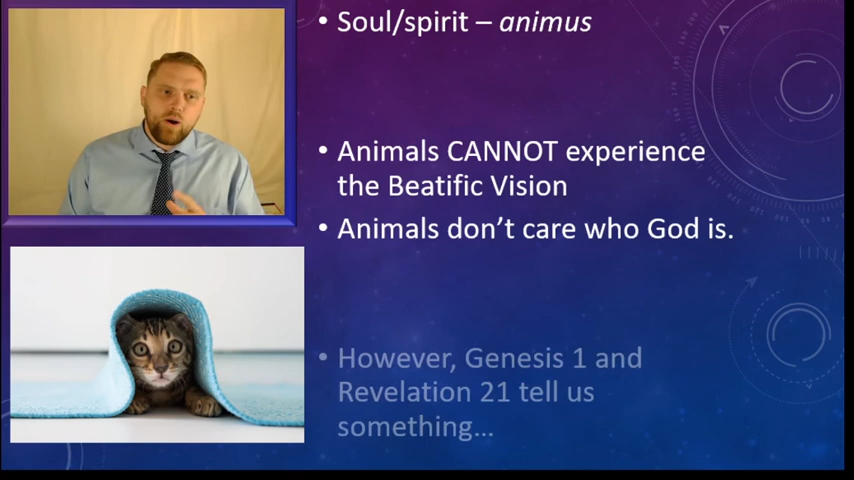 • Soul/spirit – animus
• Animals CANNOT experience
the Beatific Vision
• Animals don’t care who God is.
• However, Genesis 1 and
Revelation 21 tell us
something…